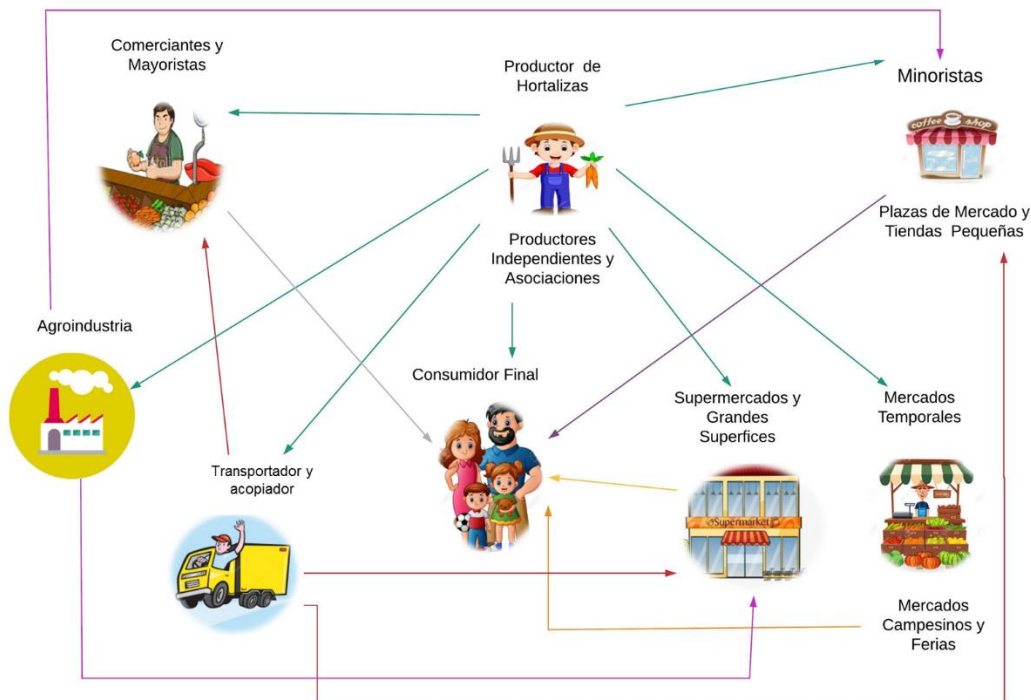 Comerciantes y
Mayoristas
Productor de
Hortalizas
Minoristas
coffee shop
Plazas de Mercado y
Tiendas Pequeñas
Productores
Independientes y
Asociaciones
Agroindustria
Consumidor Final
Supermercados y
Grandes
Superfices
Mercados
Temporales
Transportador y
acopiador
Supermarket
Mercados
Campesinos y
Ferias